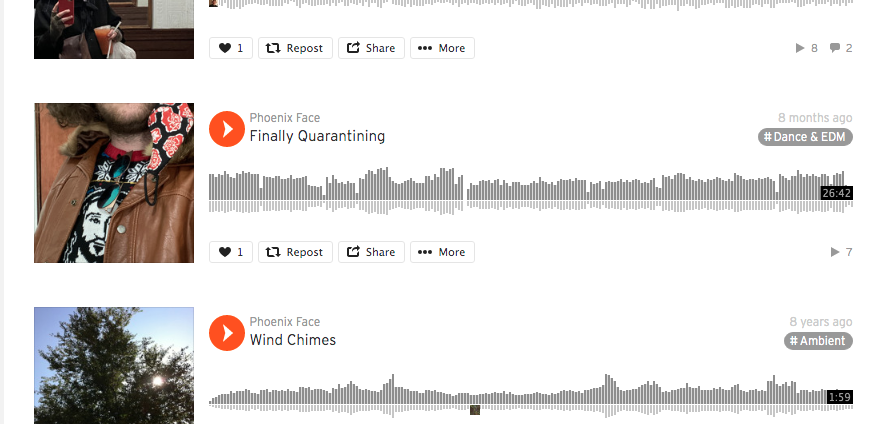 1 Repost Share More 8 2
Phoenix Face 8 months ago
Finally Quarantining # Dance & EDM
26:42
1 Repost Share More 7
Phoenix Face 8 years ago
Wind Chimes # Ambient
1:59